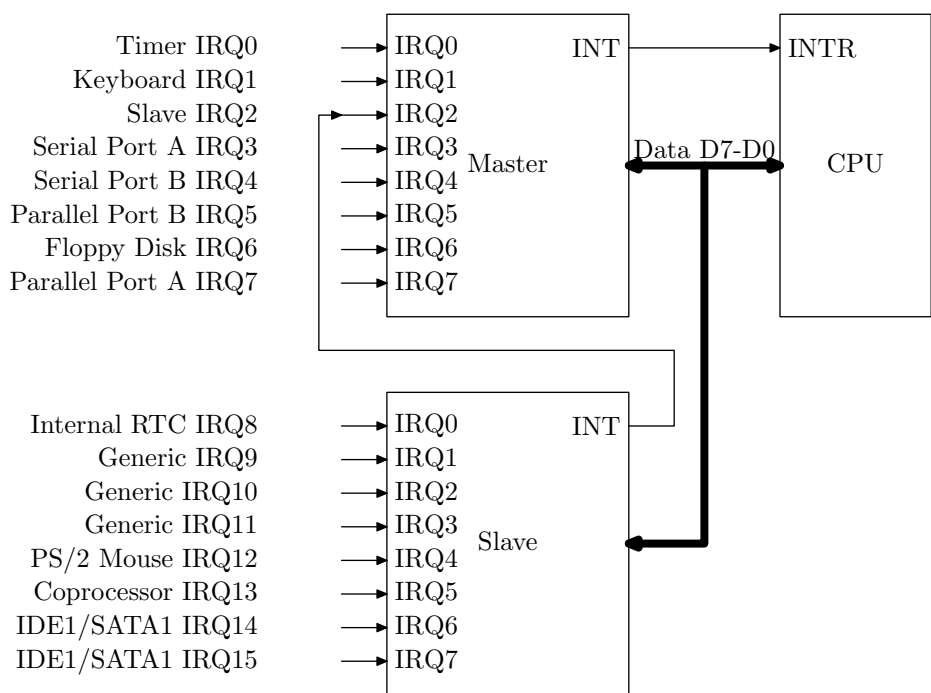 Timer IRQ0 IRQ0 INT INTR
Keyboard IRQ1 IRQ1
Slave IRQ2 IRQ2
Serial Port A IRQ3 IRQ3 Data D7-D0
Master CPU
Serial Port B IRQ4 IRQ4
Parallel Port B IRQ5 IRQ5
Floppy Disk IRQ6 IRQ6
Parallel Port A IRQ7 IRQ7
Internal RTC IRQ8 IRQ0 INT
Generic IRQ9 IRQ1
Generic IRQ10 IRQ2
Generic IRQ11 IRQ3
Slave
PS/2 Mouse IRQ12 IRQ4
Coprocessor IRQ13 IRQ5
IDE1/SATA1 IRQ14 IRQ6
IDE1/SATA1 IRQ15 IRQ7